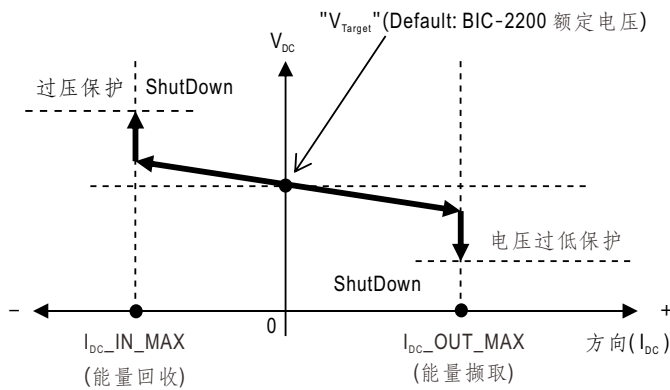 "V_Target"(Default: BIC-2200 额定电压)
V_DC
过压保护 ShutDown
电压过低保护
ShutDown
－ ＋
0
I_DC_IN_MAX I_DC_OUT_MAX 方向(I_DC)
(能量回收) (能量撷取)